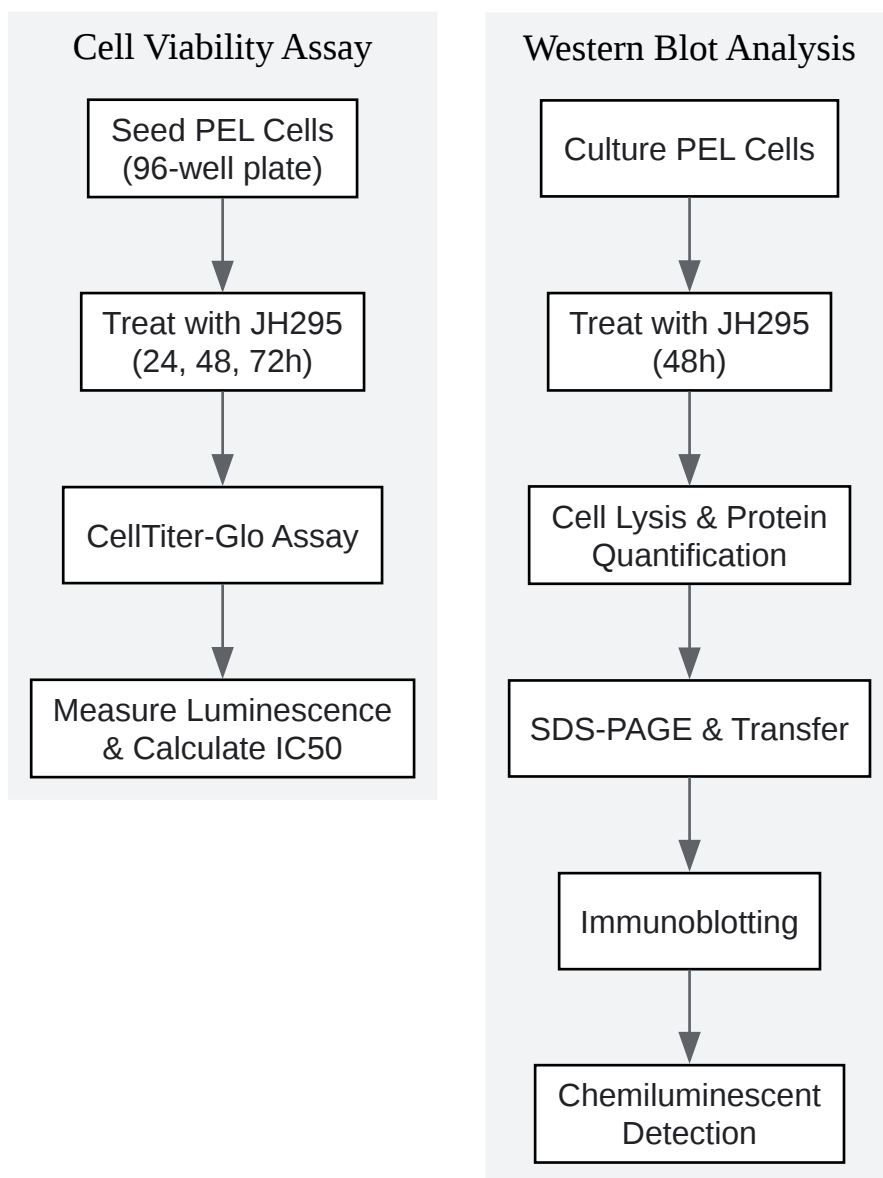 Cell Viability Assay
Seed PEL Cells
(96-well plate)
Treat with JH295
(24, 48, 72h)
CellTiter-Glo Assay
Measure Luminescence
& Calculate IC50
Western Blot Analysis
Culture PEL Cells
Treat with JH295
(48h)
Cell Lysis & Protein
Quantification
SDS-PAGE & Transfer
Immunoblotting
Chemiluminescent
Detection